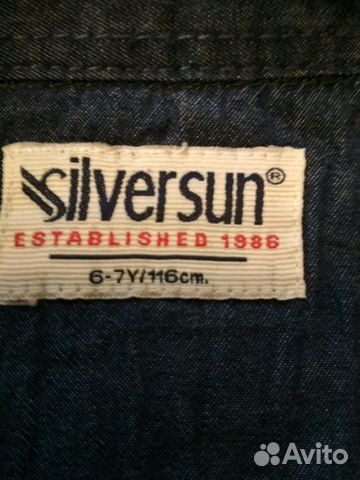 Silversun®
ESTABLISHED 1986
6-7Y/116cm.
Avito